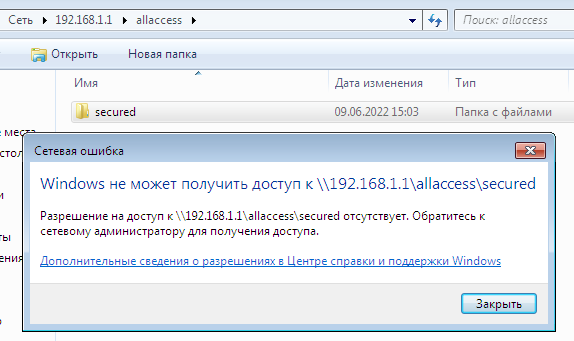 Сеть ▸ 192.168.1.1 ▸ allaccess
Поиск: allaccess
Открыть Новая папка
Имя Дата изменения Тип
secured 09.06.2022 15:03 Папка с файлами
места
стол
Сетевая ошибка
Windows не может получить доступ к \\192.168.1.1\allaccess\secured
Разрешение на доступ к \\192.168.1.1\allaccess\secured отсутствует. Обратитесь к
сетевому администратору для получения доступа.
Дополнительные сведения о разрешениях в Центре справки и поддержки Windows
Закрыть